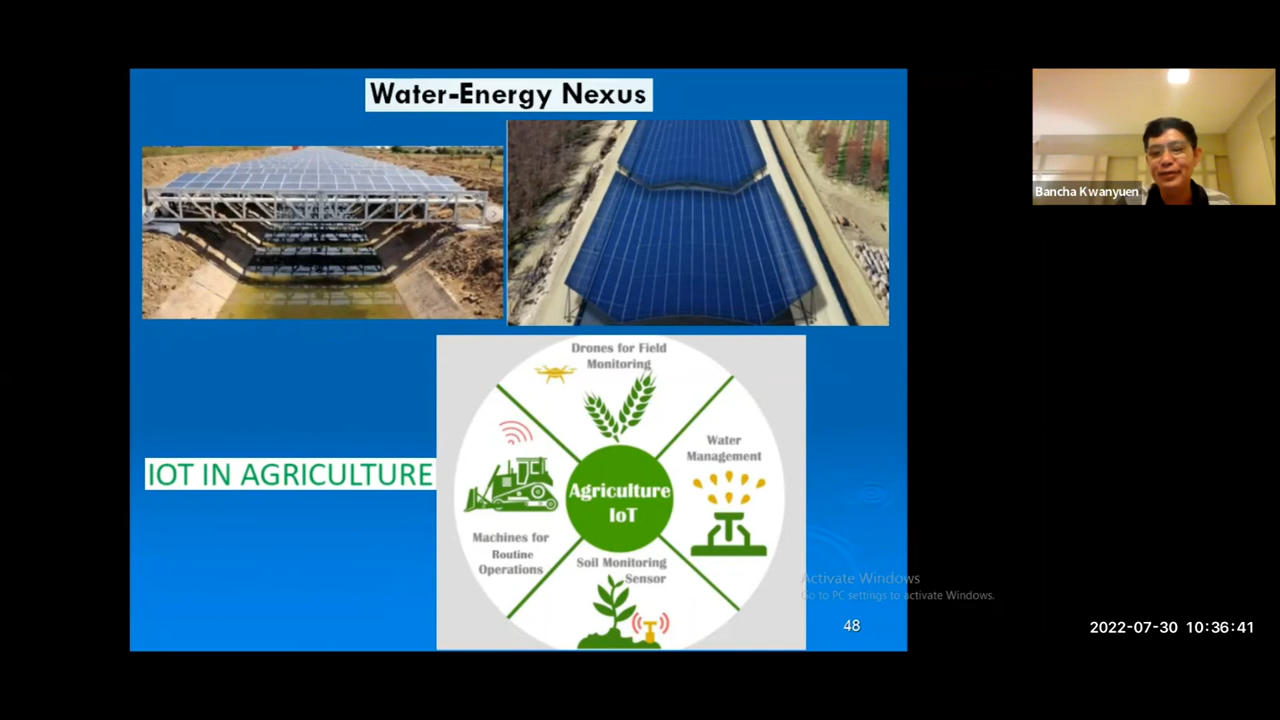 Water-Energy Nexus
Bancha Kwanyuen
Drones for Field
Monitoring
Water
Management
IOT IN AGRICULTURE
Agriculture
IoT
Machines for
Routine
Operations
Soil Monitoring
Sensor
Activate Windows
Go to PC settings to activate Windows.
48
2022-07-30 10:36:41